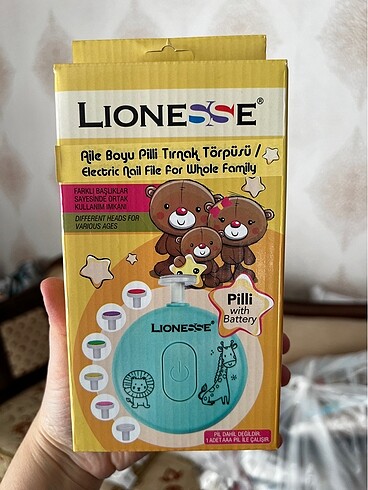 LIONESSE®
Aile Boyu Pilli Tırnak Törpüsü /
Electric Nail File For Whole Family
FARKLI BAŞLIKLAR
SAYESİNDE ORTAK
KULLANIM İMKANI
DIFFERENT HEADS FOR
VARIOUS AGES
Pilli
with
Battery
LIONESSE®
PİL DAHİL DEĞİLDİR.
1 ADET AAA PİL İLE ÇALIŞIR.